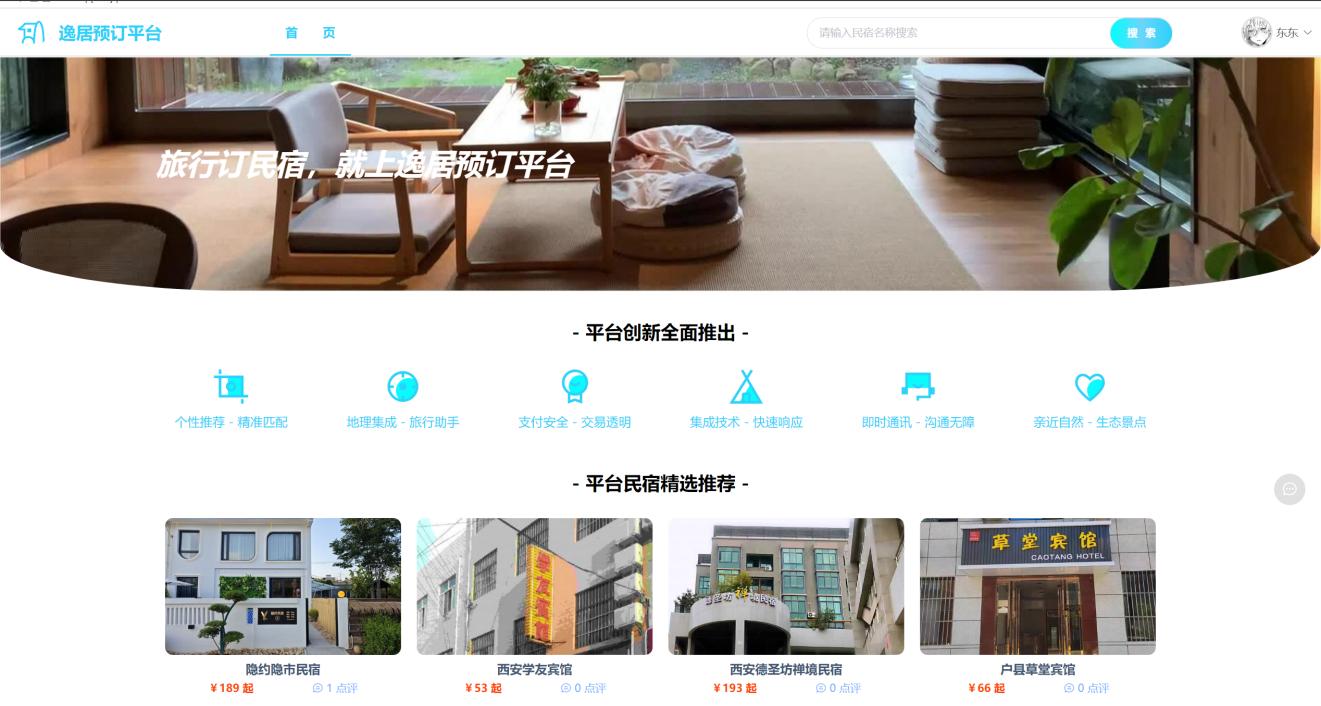 逸居预订平台
首 页
请输入民宿名称搜索
搜 索
东东
旅行订民宿，就上逸居预订平台
- 平台创新全面推出 -
个性推荐 - 精准匹配
地理集成 - 旅行助手
支付安全 - 交易透明
集成技术 - 快速响应
即时通讯 - 沟通无障
亲近自然 - 生态景点
- 平台民宿精选推荐 -
学友宾馆
草堂宾馆
CAOTANG HOTEL
隐约隐市民宿
¥189 起
1 点评
西安学友宾馆
¥53 起
0 点评
西安德圣坊禅境民宿
¥193 起
0 点评
户县草堂宾馆
¥66 起
0 点评